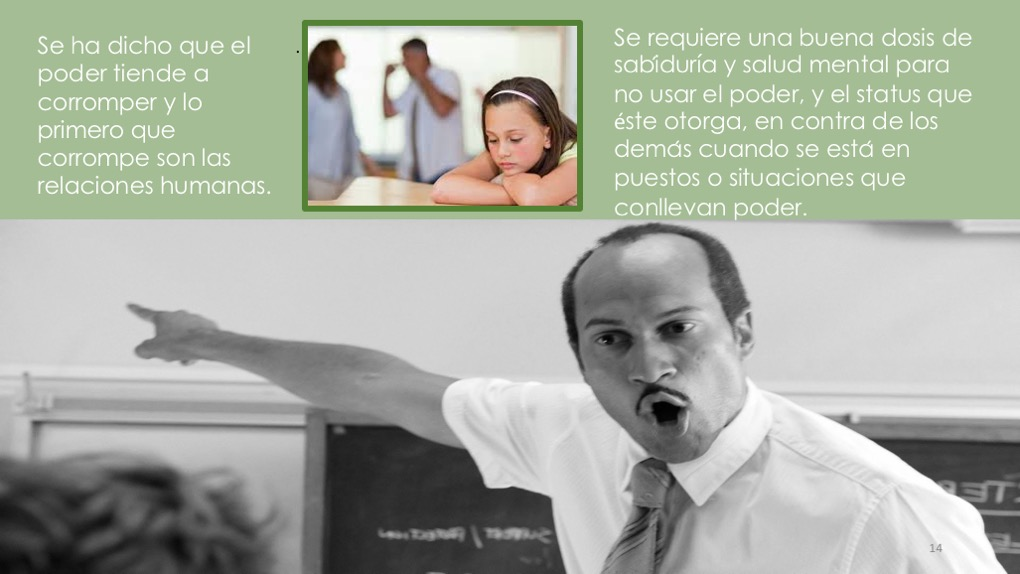 Se ha dicho que el
poder tiende a
corromper y lo
primero que
corrompe son las
relaciones humanas.
.
Se requiere una buena dosis de
sabiduría y salud mental para
no usar el poder, y el status que
éste otorga, en contra de los
demás cuando se está en
puestos o situaciones que
conllevan poder.
14